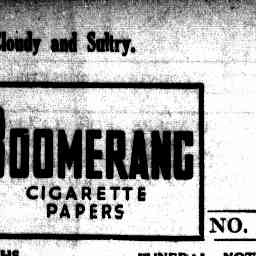 Cloudy and Sultry.
BOOMERANG
CIGARETTE
PAPERS
NO.